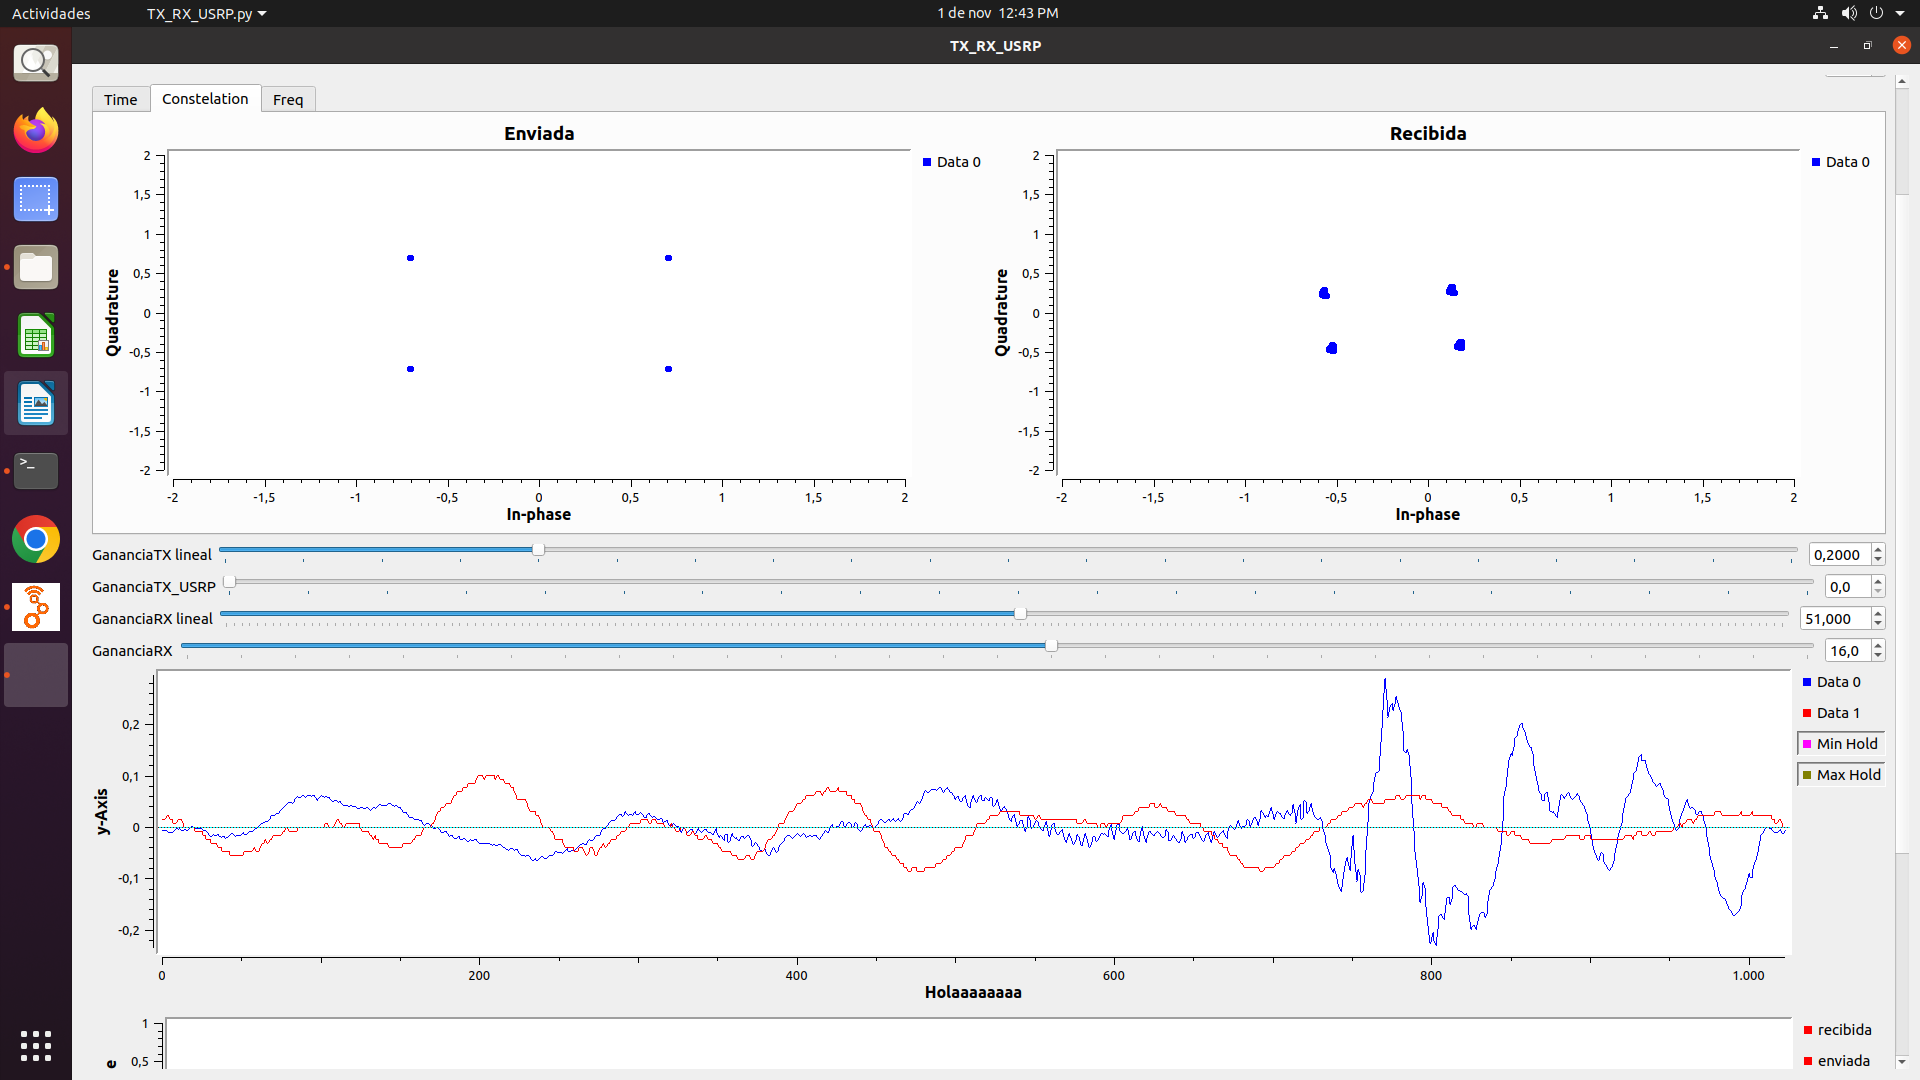 Actividades
TX_RX_USRP.py
1 de nov 12:43 PM
TX_RX_USRP
Time
Constelation
Freq
Enviada
2
1,5
1
0,5
0
-0,5
-1
-1,5
-2
Quadrature
-2
-1,5
-1
-0,5
0
0,5
1
1,5
2
In-phase
Data 0
Recibida
2
1,5
1
0,5
0
-0,5
-1
-1,5
-2
Quadrature
-2
-1,5
-1
-0,5
0
0,5
1
1,5
2
In-phase
Data 0
GananciaTX lineal
0,2000
GananciaTX_USRP
0,0
GananciaRX lineal
51,000
GananciaRX
16,0
0,2
0,1
0
-0,1
-0,2
y-Axis
0
200
400
600
800
1.000
Holaaaaaaaaa
Data 0
Data 1
Min Hold
Max Hold
1
0,5
e
recibida
enviada